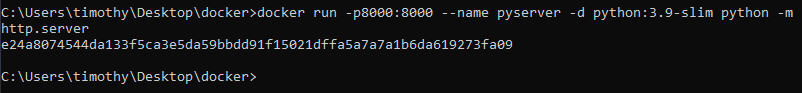 C:\Users\timothy\Desktop\docker>docker run -p8000:8000 --name pyserver -d python:3.9-slim python -m
http.server
e24a8074544da133f5ca3e5da59bbdd91f15021dffa5a7a7a1b6da619273fa09
C:\Users\timothy\Desktop\docker>